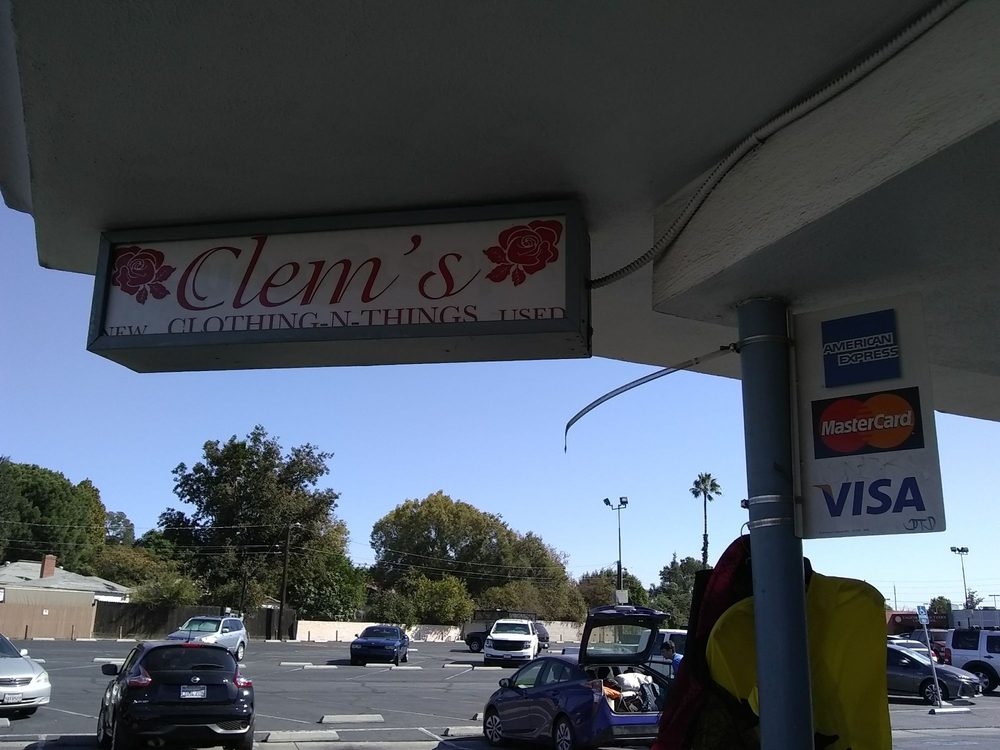 Clem's
NEW CLOTHING-N-THINGS USED
AMERICAN
EXPRESS
MasterCard
VISA